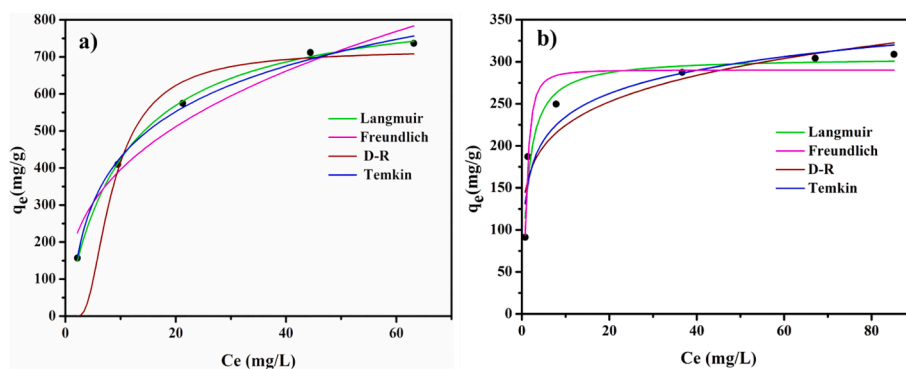 a)
800
700
600
500
400
300
200
100
0
qe(mg/g)
0 20 40 60
Ce (mg/L)
Langmuir
Freundlich
D-R
Temkin
b)
350
300
250
200
150
100
50
0
qe(mg/g)
0 20 40 60 80
Ce (mg/L)
Langmuir
Freundlich
D-R
Temkin